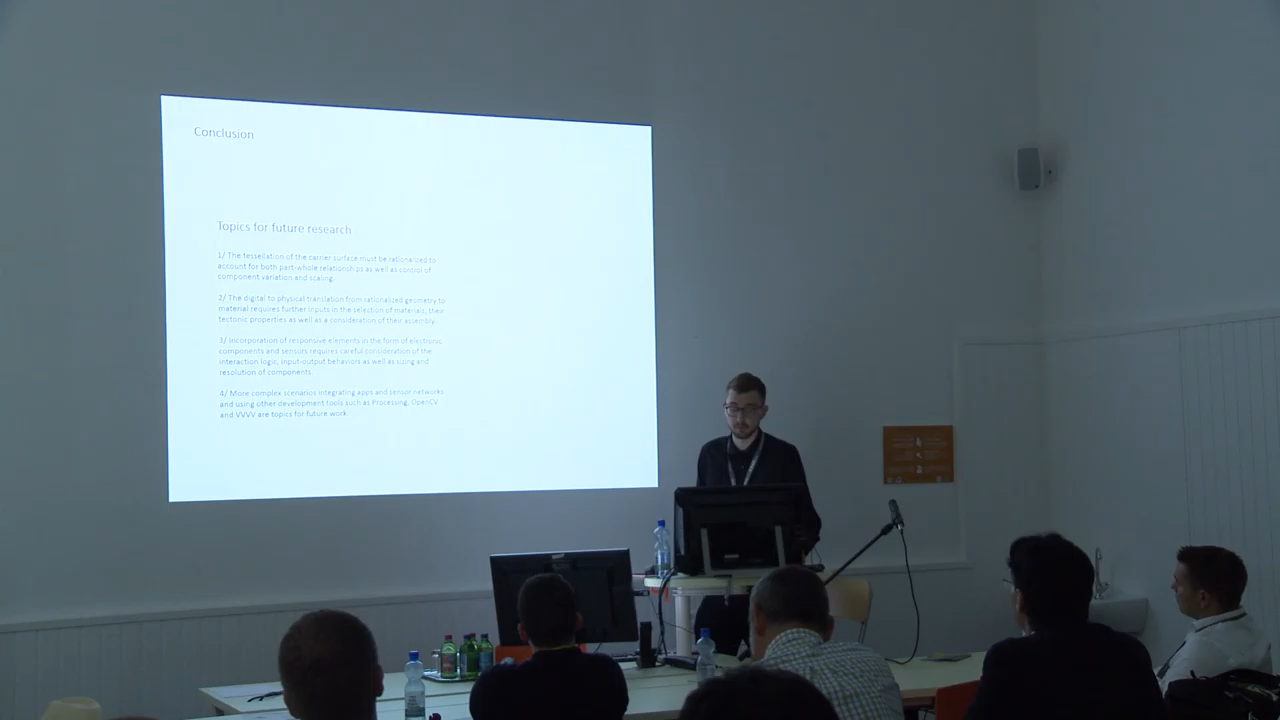 Conclusion
Topics for future research
1/ The tessellation of the carrier surface must be rationalized to
account for both part-whole relationships as well as control of
component variation and scaling.
2/ The digital to physical translation from rationalized geometry to
material requires further inputs in the selection of materials, their
tectonic properties as well as a consideration of their assembly.
3/ Incorporation of responsive elements in the form of electronic
components and sensors requires careful consideration of the
interaction logic, input-output behaviors as well as sizing and
resolution of components.
4/ More complex scenarios integrating apps and sensor networks
and using other development tools such as Processing, OpenCV
and VVVV are topics for future work.